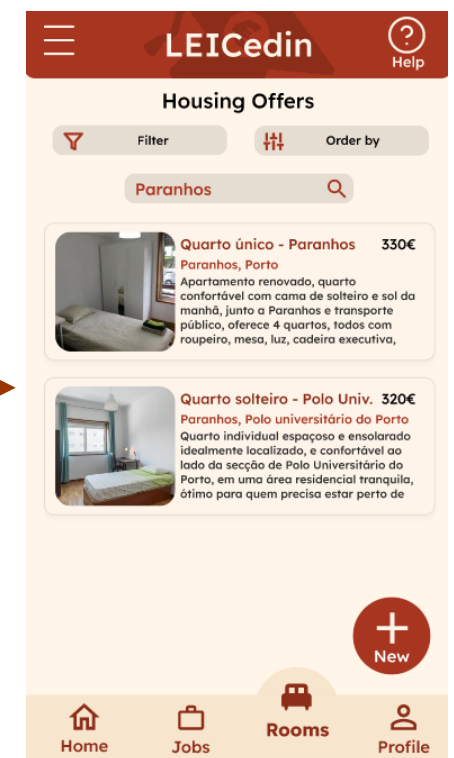 LEICedin
Help
Housing Offers
Filter
Order by
Paranhos
Quarto único - Paranhos 330€
Paranhos, Porto
Apartamento renovado, quarto
confortável com cama de solteiro e sol da
manhã, junto a Paranhos e transporte
público, oferece 4 quartos, todos com
roupeiro, mesa, luz, cadeira executiva,
Quarto solteiro - Polo Univ. 320€
Paranhos, Polo universitário do Porto
Quarto individual espaçoso e ensolarado
idealmente localizado, e confortável ao
lado da secção de Polo Universitário do
Porto, em uma área residencial tranquila,
ótimo para quem precisa estar perto de
New
Home
Jobs
Rooms
Profile